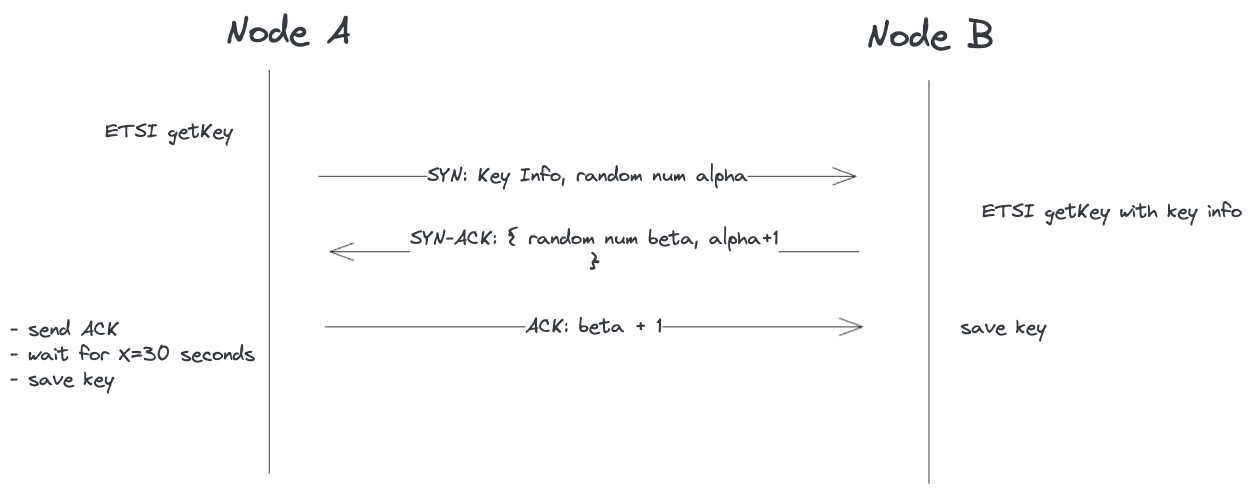 Node A
Node B
ETSI getKey
SYN: Key Info, random num alpha
ETSI getKey with key info
SYN-ACK: { random num beta, alpha+1
}
- send ACK
- wait for x=30 seconds
- save key
ACK: beta + 1
save key